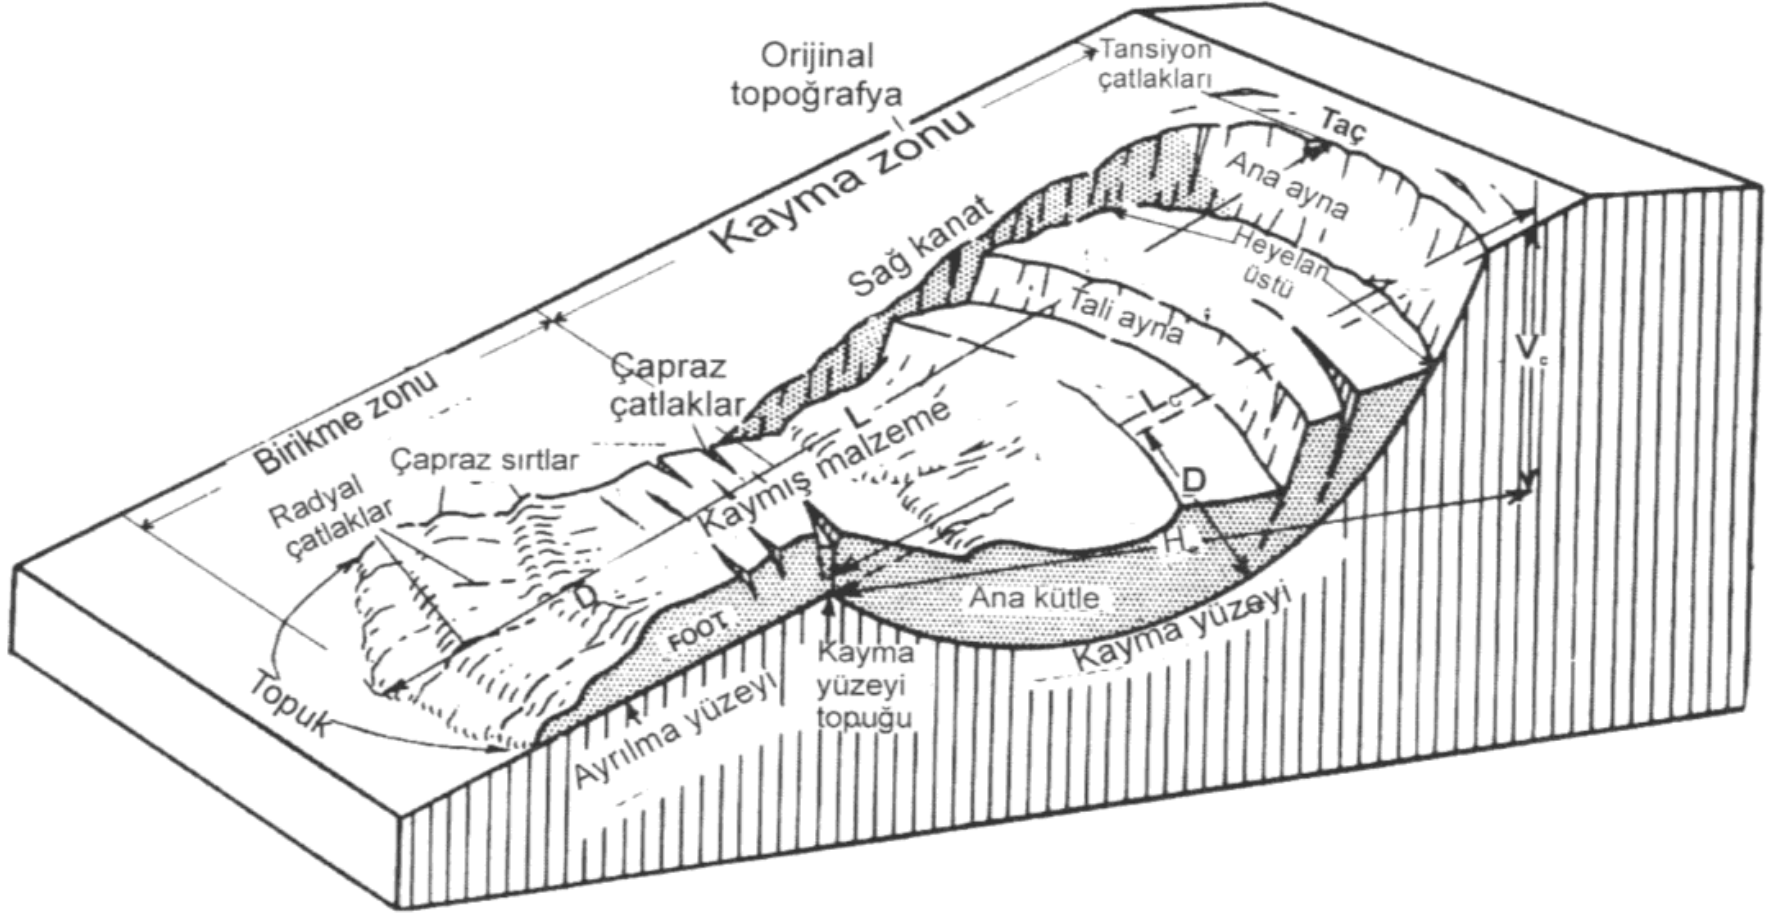 Orijinal
topoğrafya
Tansiyon
çatlakları
Taç
Kayma zonu
Ana ayna
Sağ kanat
Heyelan
üstü
Tali ayna
Vc
Birikme zonu
Çapraz
çatlaklar
L
Lc
Kaymış malzeme
Çapraz sırtlar
Radyal
çatlaklar
D
D
Ana kütle
FOOT
Kayma yüzeyi
Kayma
yüzeyi
topuğu
Topuk
Ayrılma yüzeyi